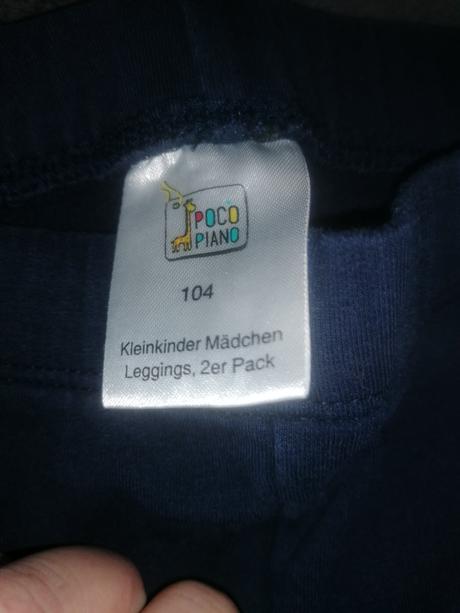 POCO
PIANO
104
Kleinkinder Mädchen
Leggings, 2er Pack